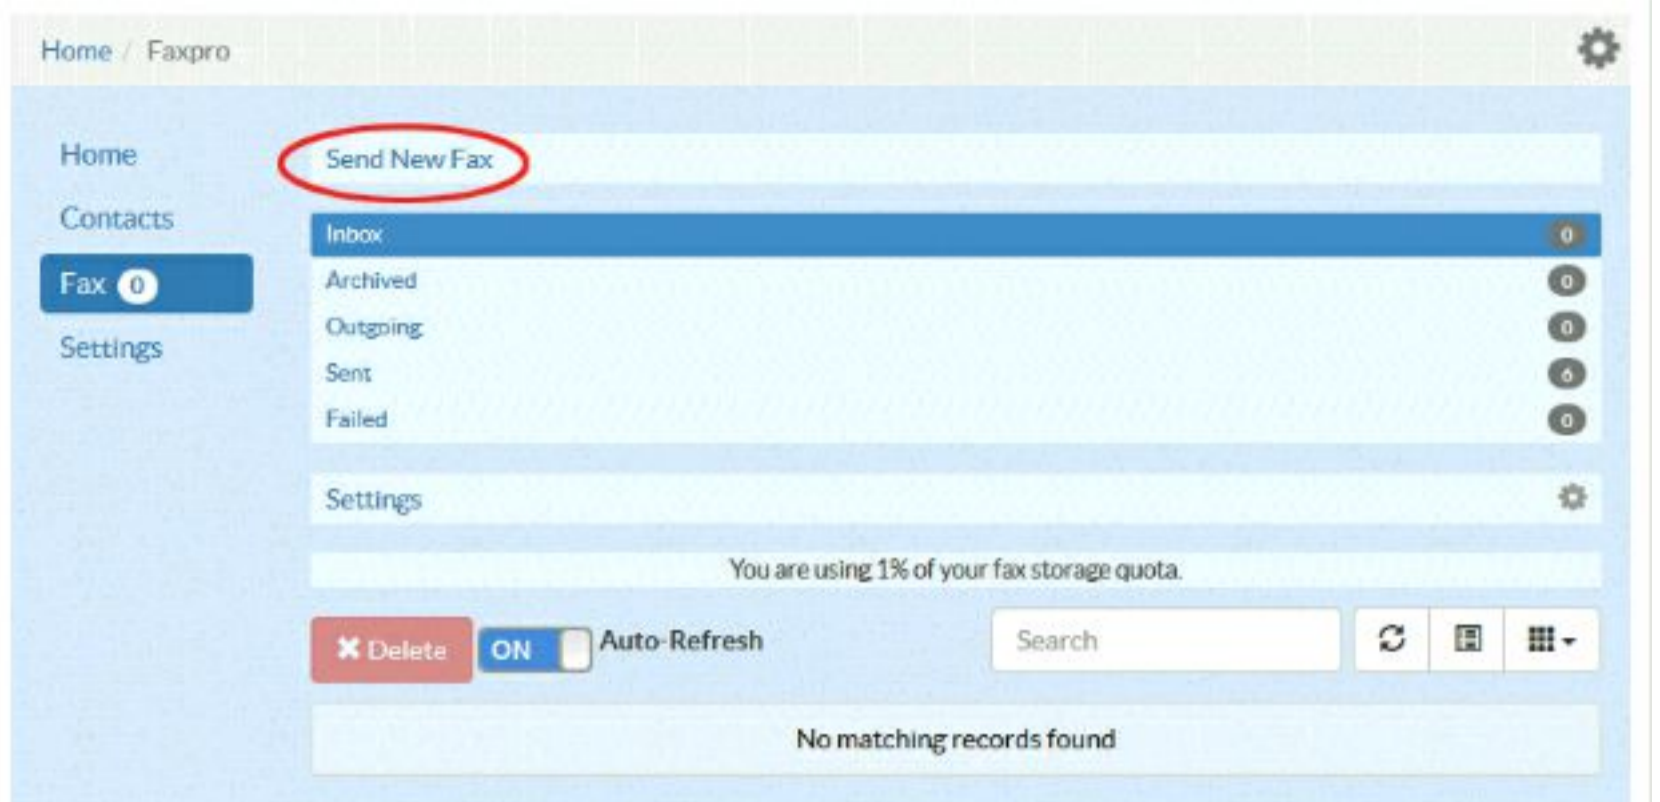 Home / Faxpro
Home
Contacts
Fax 0
Settings
Send New Fax
Inbox 0
Archived 0
Outgoing 0
Sent 6
Failed 0
Settings
You are using 1% of your fax storage quota.
Delete ON Auto-Refresh Search
No matching records found